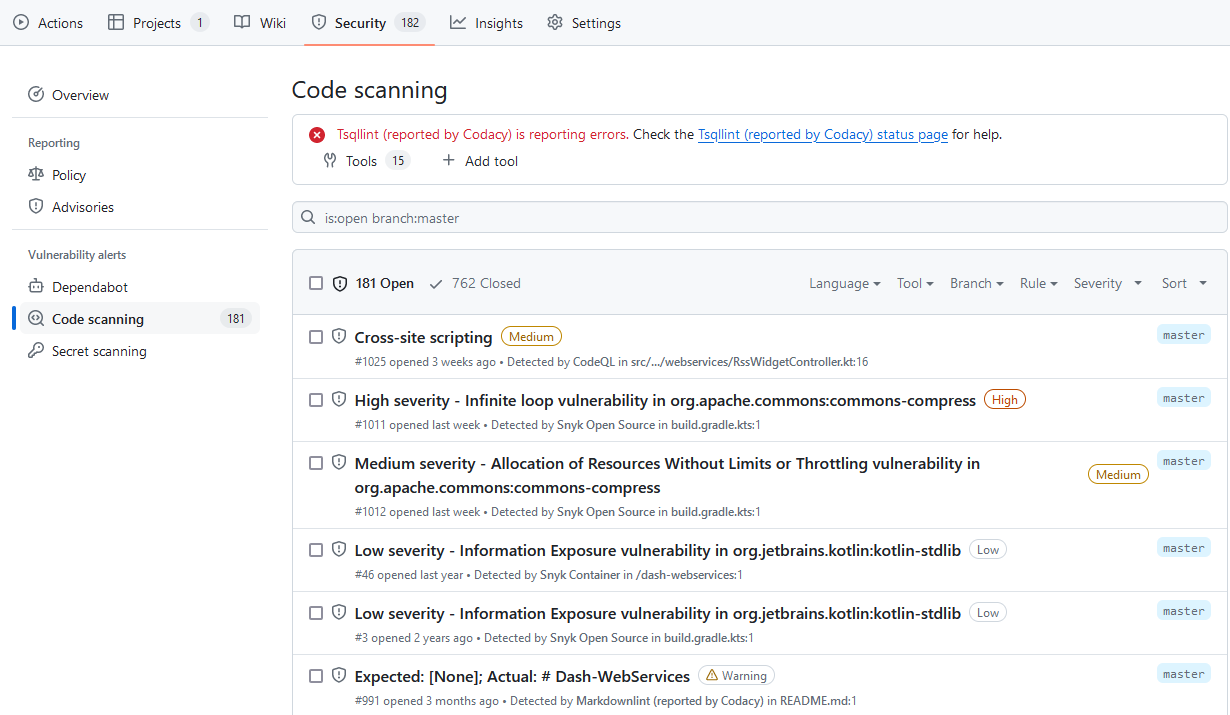 Actions Projects 1 Wiki Security 182 Insights Settings
Overview
Reporting
Policy
Advisories
Vulnerability alerts
Dependabot
Code scanning 181
Secret scanning
Code scanning
Tsqllint (reported by Codacy) is reporting errors. Check the Tsqllint (reported by Codacy) status page for help.
Tools 15 Add tool
is:open branch:master
181 Open 762 Closed Language Tool Branch Rule Severity Sort
Cross-site scripting Medium master
#1025 opened 3 weeks ago • Detected by CodeQL in src/.../webservices/RssWidgetController.kt:16
High severity - Infinite loop vulnerability in org.apache.commons:commons-compress High master
#1011 opened last week • Detected by Snyk Open Source in build.gradle.kts:1
Medium severity - Allocation of Resources Without Limits or Throttling vulnerability in
org.apache.commons:commons-compress Medium master
#1012 opened last week • Detected by Snyk Open Source in build.gradle.kts:1
Low severity - Information Exposure vulnerability in org.jetbrains.kotlin:kotlin-stdlib Low master
#46 opened last year • Detected by Snyk Container in /dash-webservices:1
Low severity - Information Exposure vulnerability in org.jetbrains.kotlin:kotlin-stdlib Low master
#3 opened 2 years ago • Detected by Snyk Open Source in build.gradle.kts:1
Expected: [None]; Actual: # Dash-WebServices Warning master
#991 opened 3 months ago • Detected by Markdownlint (reported by Codacy) in README.md:1